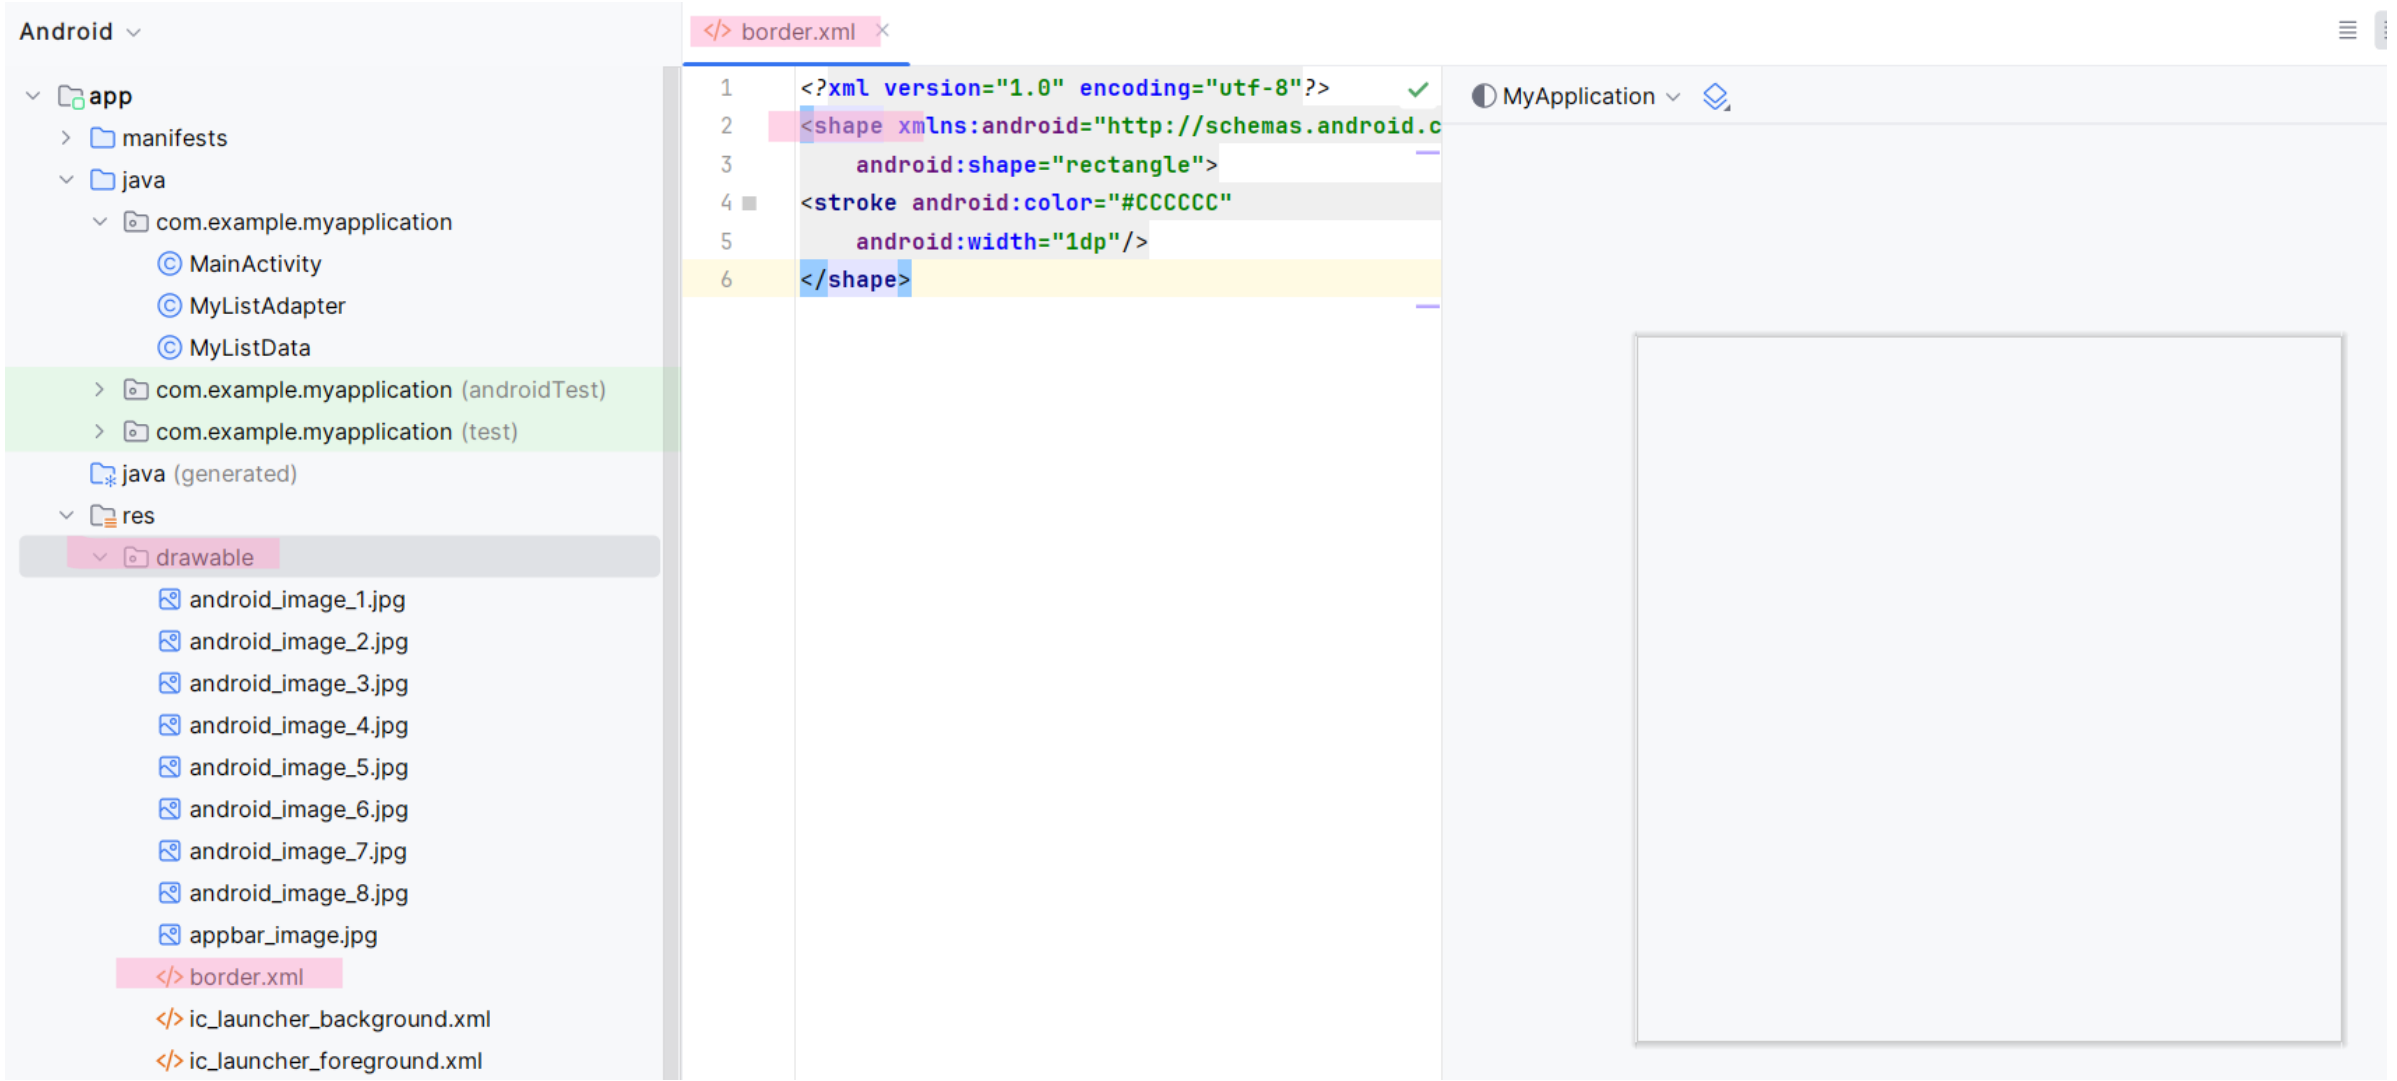 Android
app
manifests
java
com.example.myapplication
MainActivity
MyListAdapter
MyListData
com.example.myapplication (androidTest)
com.example.myapplication (test)
java (generated)
res
drawable
android_image_1.jpg
android_image_2.jpg
android_image_3.jpg
android_image_4.jpg
android_image_5.jpg
android_image_6.jpg
android_image_7.jpg
android_image_8.jpg
appbar_image.jpg
</> border.xml
</> ic_launcher_background.xml
</> ic_launcher_foreground.xml
</> border.xml
1 <?xml version="1.0" encoding="utf-8"?>
2 <shape xmlns:android="http://schemas.android.c
3 android:shape="rectangle">
4 <stroke android:color="#CCCCCC"
5 android:width="1dp"/>
6 </shape>
MyApplication